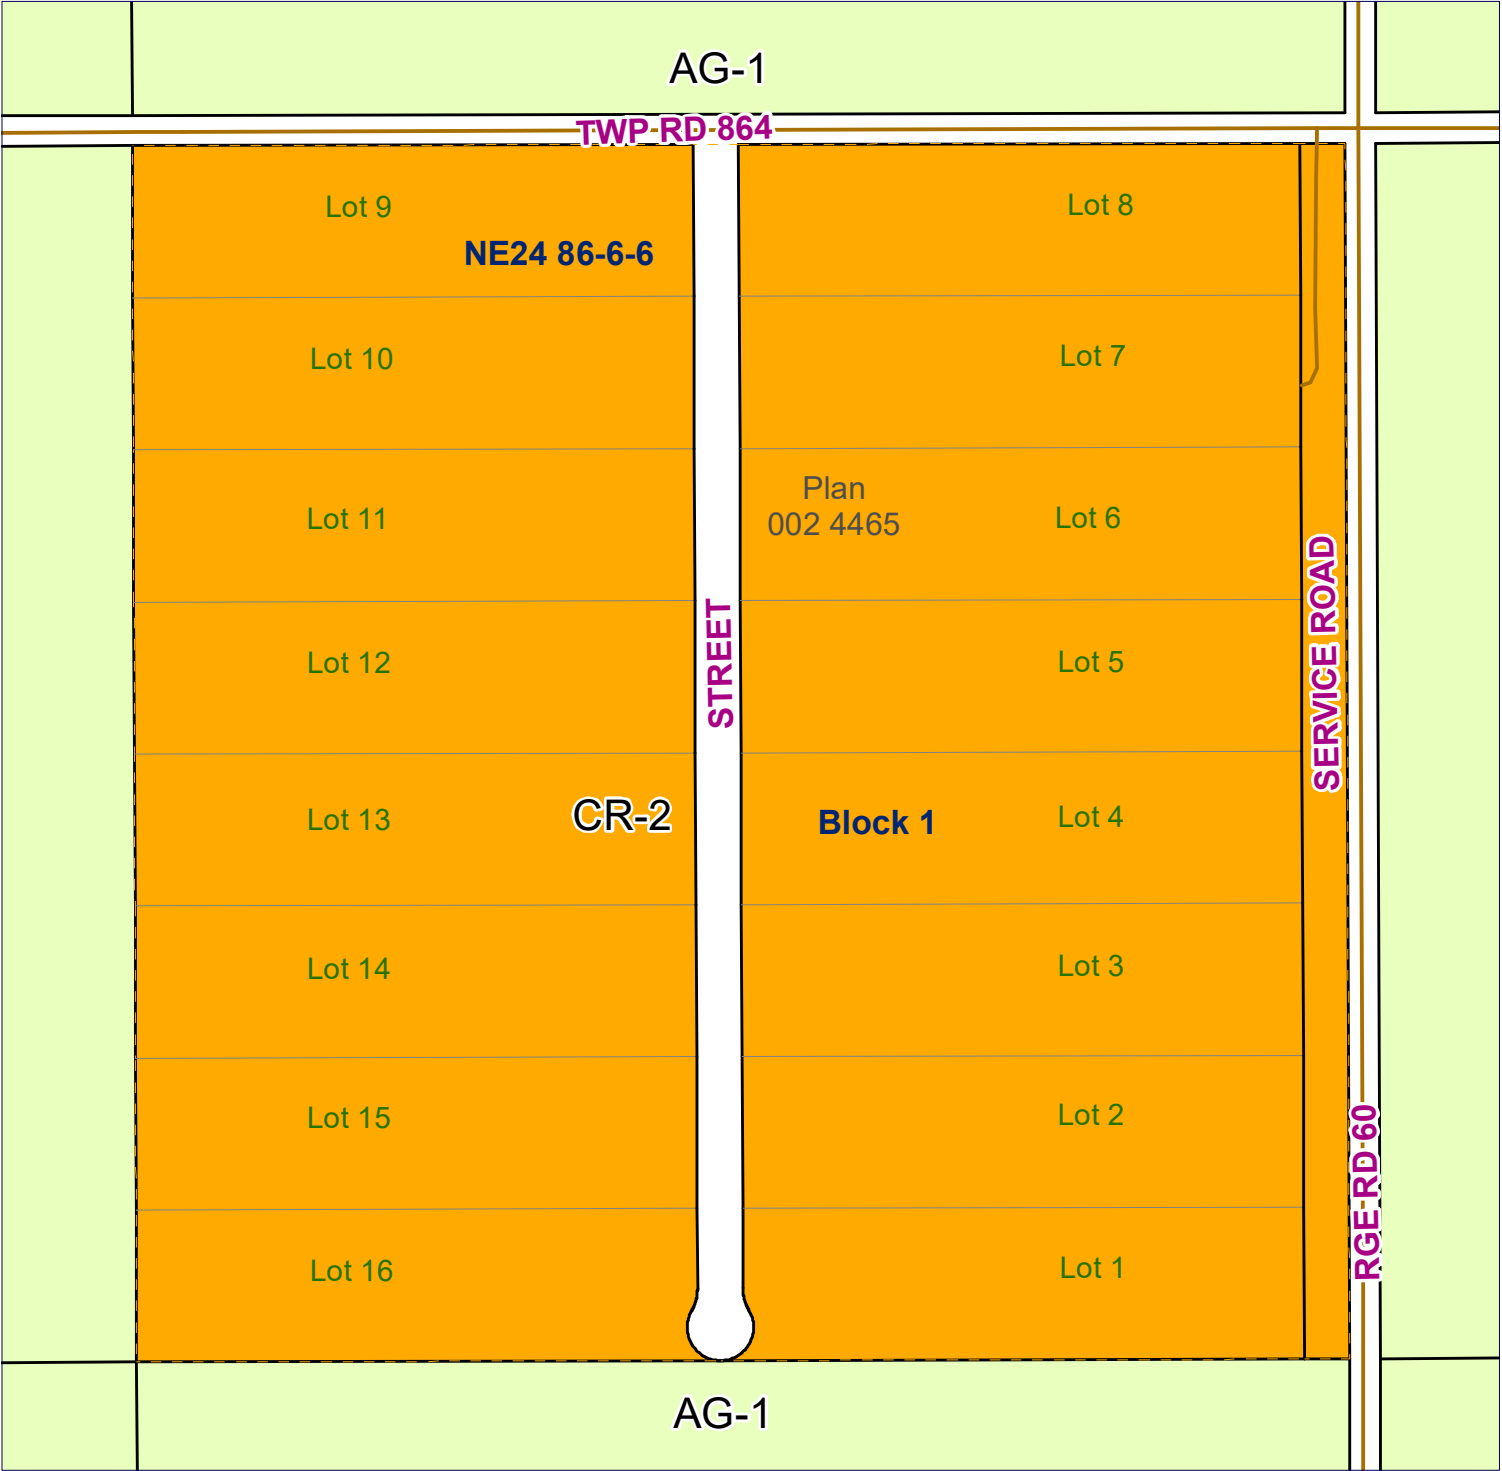 AG-1
TWP RD 864
Lot 9
Lot 8
NE24 86-6-6
Lot 10
Lot 7
Plan
002 4465
Lot 11
Lot 6
SERVICE ROAD
STREET
Lot 12
Lot 5
CR-2
Lot 13
Block 1
Lot 4
Lot 14
Lot 3
Lot 15
Lot 2
RGE RD 60
Lot 16
Lot 1
AG-1